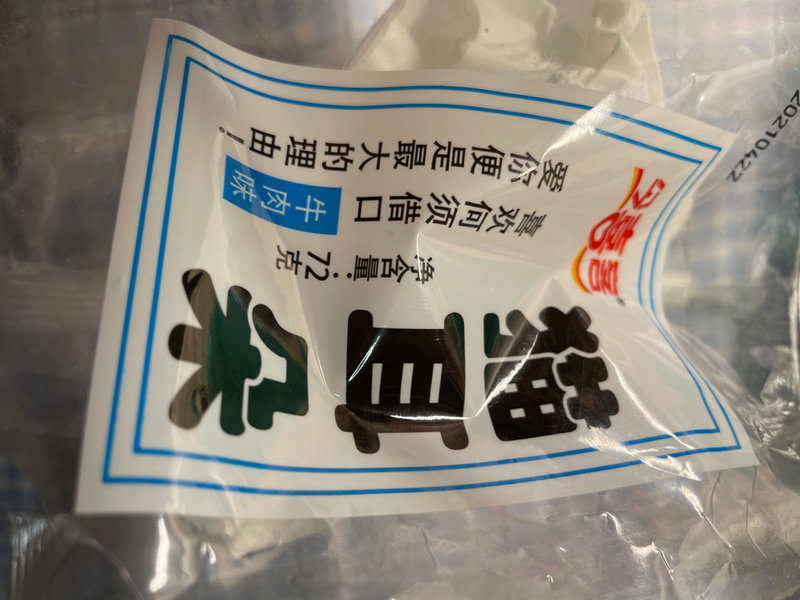 猫耳朵
净含量:72克
喜欢何须借口 牛肉味
爱你便是最大的理由!
20210422